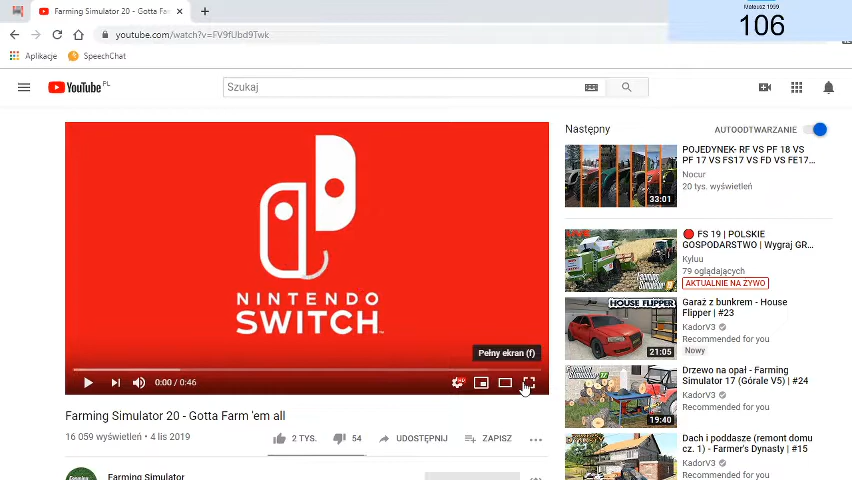 Mateusz 1999
106
Farming Simulator 20 - Gotta Far
youtube.com/watch?v=FV9fUbd9Twk
Aplikacje
SpeechChat
YouTube PL
Szukaj
NINTENDO
SWITCH
Pełny ekran (f)
0:00 / 0:46
Farming Simulator 20 - Gotta Farm 'em all
16 059 wyświetleń • 4 lis 2019
2 TYS.
54
UDOSTĘPNIJ
ZAPISZ
Farming Simulator
Następny
AUTOODTWARZANIE
33:01
POJEDYNEK- RF VS PF 18 VS
PF 17 VS FS17 VS FD VS FE17...
Nocur
20 tys. wyświetleń
FS 19 | POLSKIE
GOSPODARSTWO | Wygraj GR...
Kyluu
79 oglądających
AKTUALNIE NA ŻYWO
HOUSE FLIPPER
21:05
Garaż z bunkrem - House
Flipper | #23
KadorV3
Recommended for you
Nowy
19:40
Drzewo na opał - Farming
Simulator 17 (Górale V5) | #24
KadorV3
Recommended for you
Dach i poddasze (remont domu
cz. 1) - Farmer's Dynasty | #15
KadorV3
Recommended for you